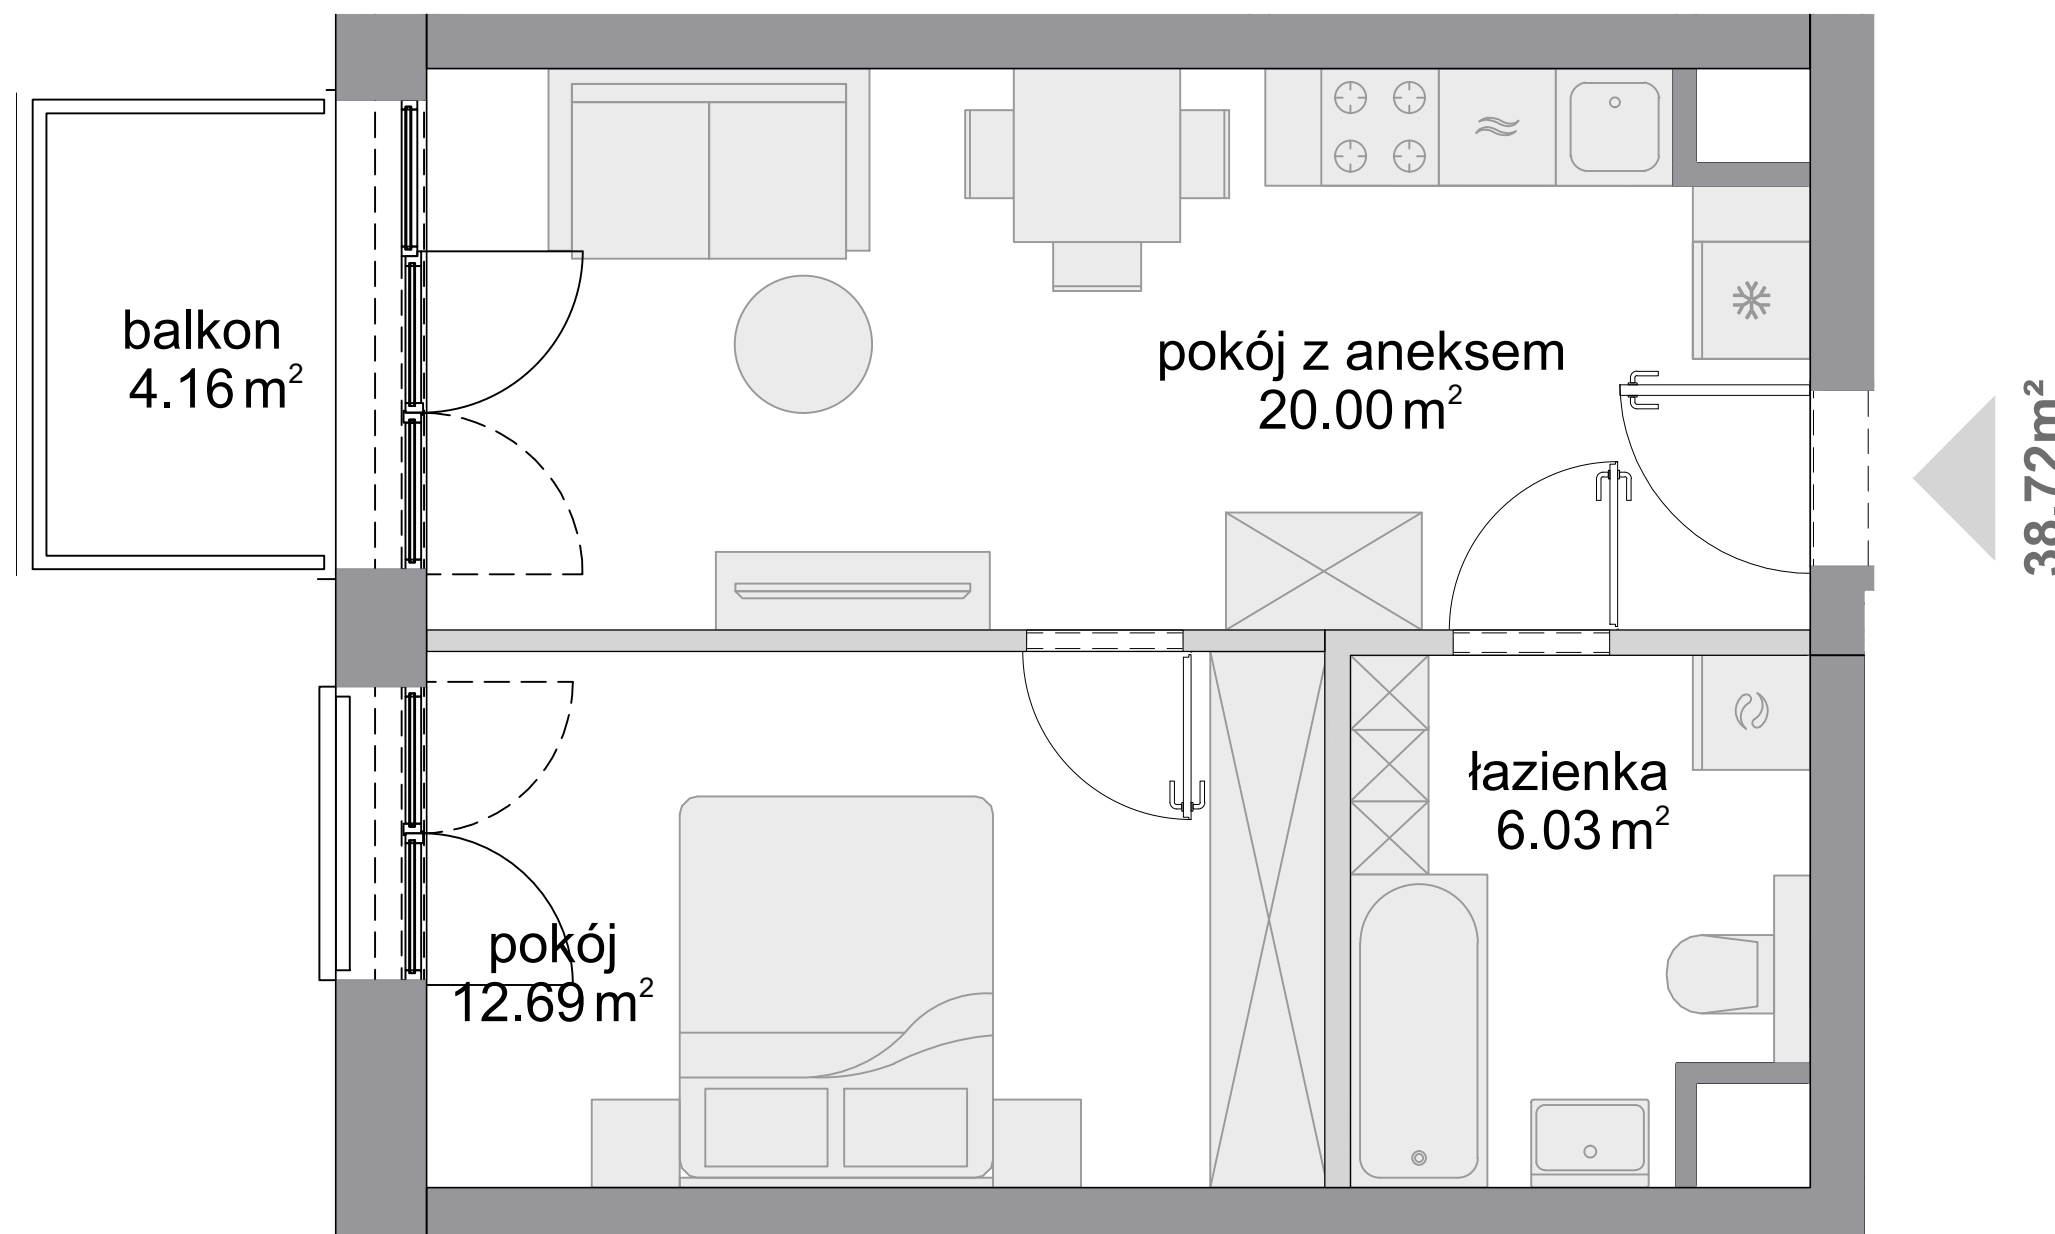 balkon
4.16 m²
pokój z aneksem
20.00 m²
38.72m²
łazienka
6.03 m²
pokój
12.69 m²